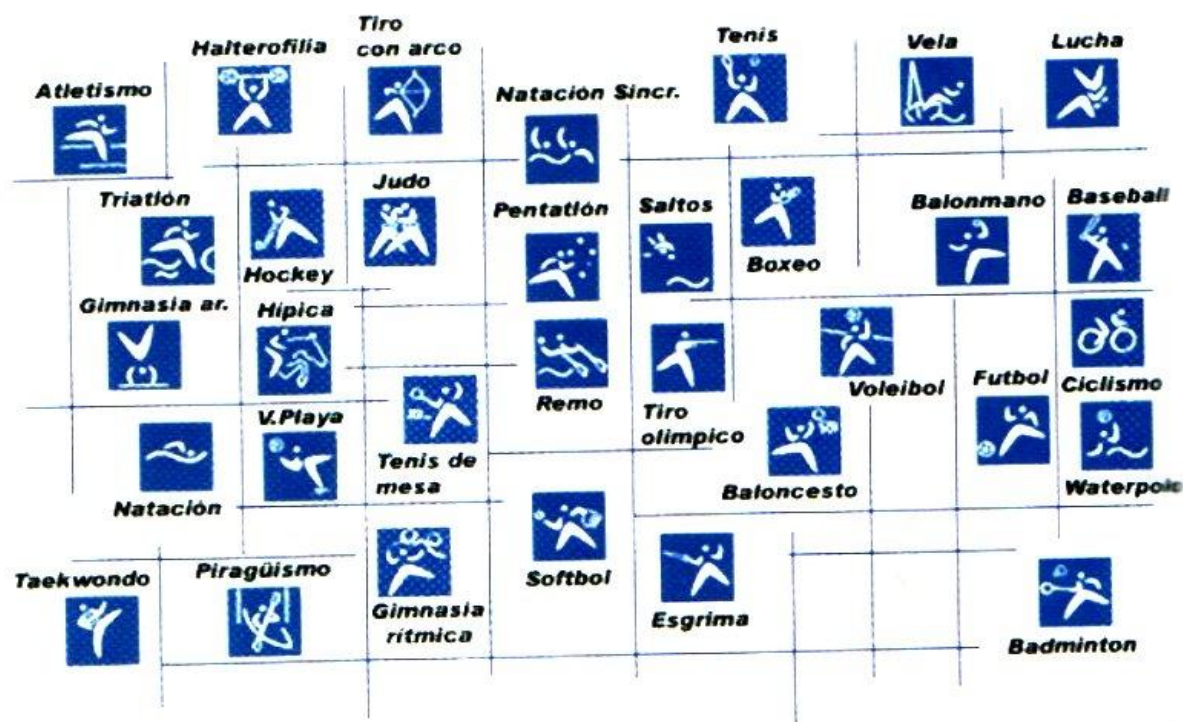 Atletismo
Halterofilia
Tiro
con arco
Natación Sincr.
Tenis
Vela
Lucha
Triatlón
Hockey
Judo
Pentatlón
Saltos
Boxeo
Balonmano
Baseball
Gimnasia ar.
Hípica
Remo
Tiro
olímpico
Voleibol
Futbol
Ciclismo
Natación
V.Playa
Tenis de
mesa
Baloncesto
Waterpolo
Taekwondo
Piragüismo
Gimnasia
rítmica
Softbol
Esgrima
Badminton